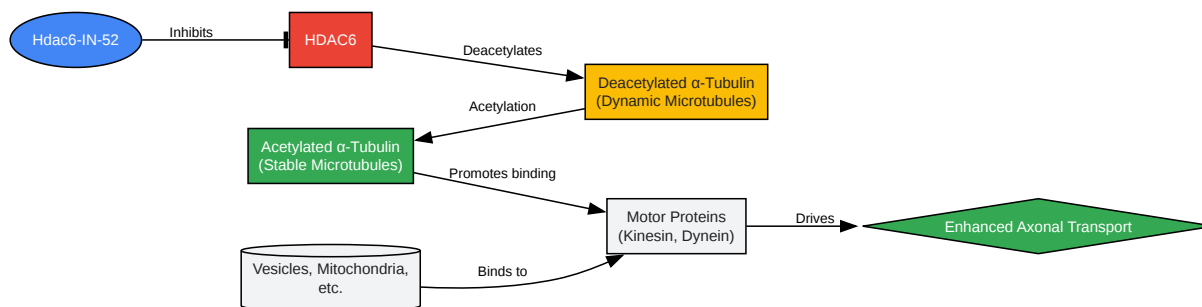 Hdac6-IN-52
Inhibits
HDAC6
Deacetylates
Deacetylated α-Tubulin
(Dynamic Microtubules)
Acetylation
Acetylated α-Tubulin
(Stable Microtubules)
Promotes binding
Motor Proteins
(Kinesin, Dynein)
Drives
Enhanced Axonal Transport
Vesicles, Mitochondria,
etc.
Binds to